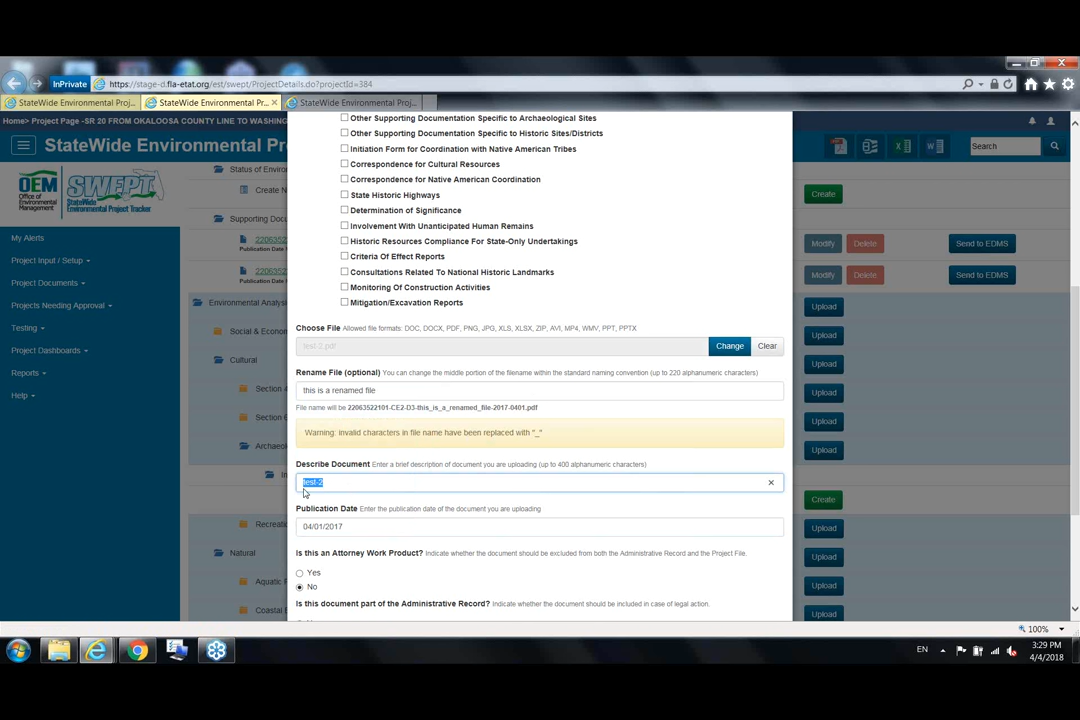 InPrivate
https://stage-d.fla-etat.org/est/swept/ProjectDetails.do?projectId=384
StateWide Environmental Proj...
StateWide Environmental Pr...
StateWide Environmental Proj...
Home> Project Page -SR 20 FROM OKALOOSA COUNTY LINE TO WASHING
StateWide Environmental Pr
Search
OEM
Office of
Environmental
Management
SWEPT
StateWide
Environmental Project Tracker
My Alerts
Project Input / Setup
Project Documents
Projects Needing Approval
Testing
Project Dashboards
Reports
Help
Status of Environ
Create N
Supporting Docu
22063522
Publication Date
22063522
Publication Date
Environmental Analysi
Social & Econom
Cultural
Section 4
Section 6
Archaeol
In
Recreatio
Natural
Aquatic P
Coastal B
Other Supporting Documentation Specific to Archaeological Sites
Other Supporting Documentation Specific to Historic Sites/Districts
Initiation Form for Coordination with Native American Tribes
Correspondence for Cultural Resources
Correspondence for Native American Coordination
State Historic Highways
Determination of Significance
Involvement With Unanticipated Human Remains
Historic Resources Compliance For State-Only Undertakings
Criteria Of Effect Reports
Consultations Related To National Historic Landmarks
Monitoring Of Construction Activities
Mitigation/Excavation Reports
Choose File Allowed file formats: DOC, DOCX, PDF, PNG, JPG, XLS, XLSX, ZIP, AVI, MP4, WMV, PPT, PPTX
test-2.pdf
Change
Clear
Rename File (optional) You can change the middle portion of the filename within the standard naming convention (up to 220 alphanumeric characters)
this is a renamed file
File name will be 22063522101-CE2-D3-this_is_a_renamed_file-2017-0401.pdf
Warning: invalid characters in file name have been replaced with "_"
Describe Document Enter a brief description of document you are uploading (up to 400 alphanumeric characters)
test-2
Publication Date Enter the publication date of the document you are uploading
04/01/2017
Is this an Attorney Work Product? Indicate whether the document should be excluded from both the Administrative Record and the Project File.
Yes
No
Is this document part of the Administrative Record? Indicate whether the document should be included in case of legal action.
Create
Modify
Delete
Send to EDMS
Modify
Delete
Send to EDMS
Upload
Upload
Upload
Upload
Upload
Upload
Create
Upload
Upload
Upload
Upload
100%
EN
3:29 PM
4/4/2018